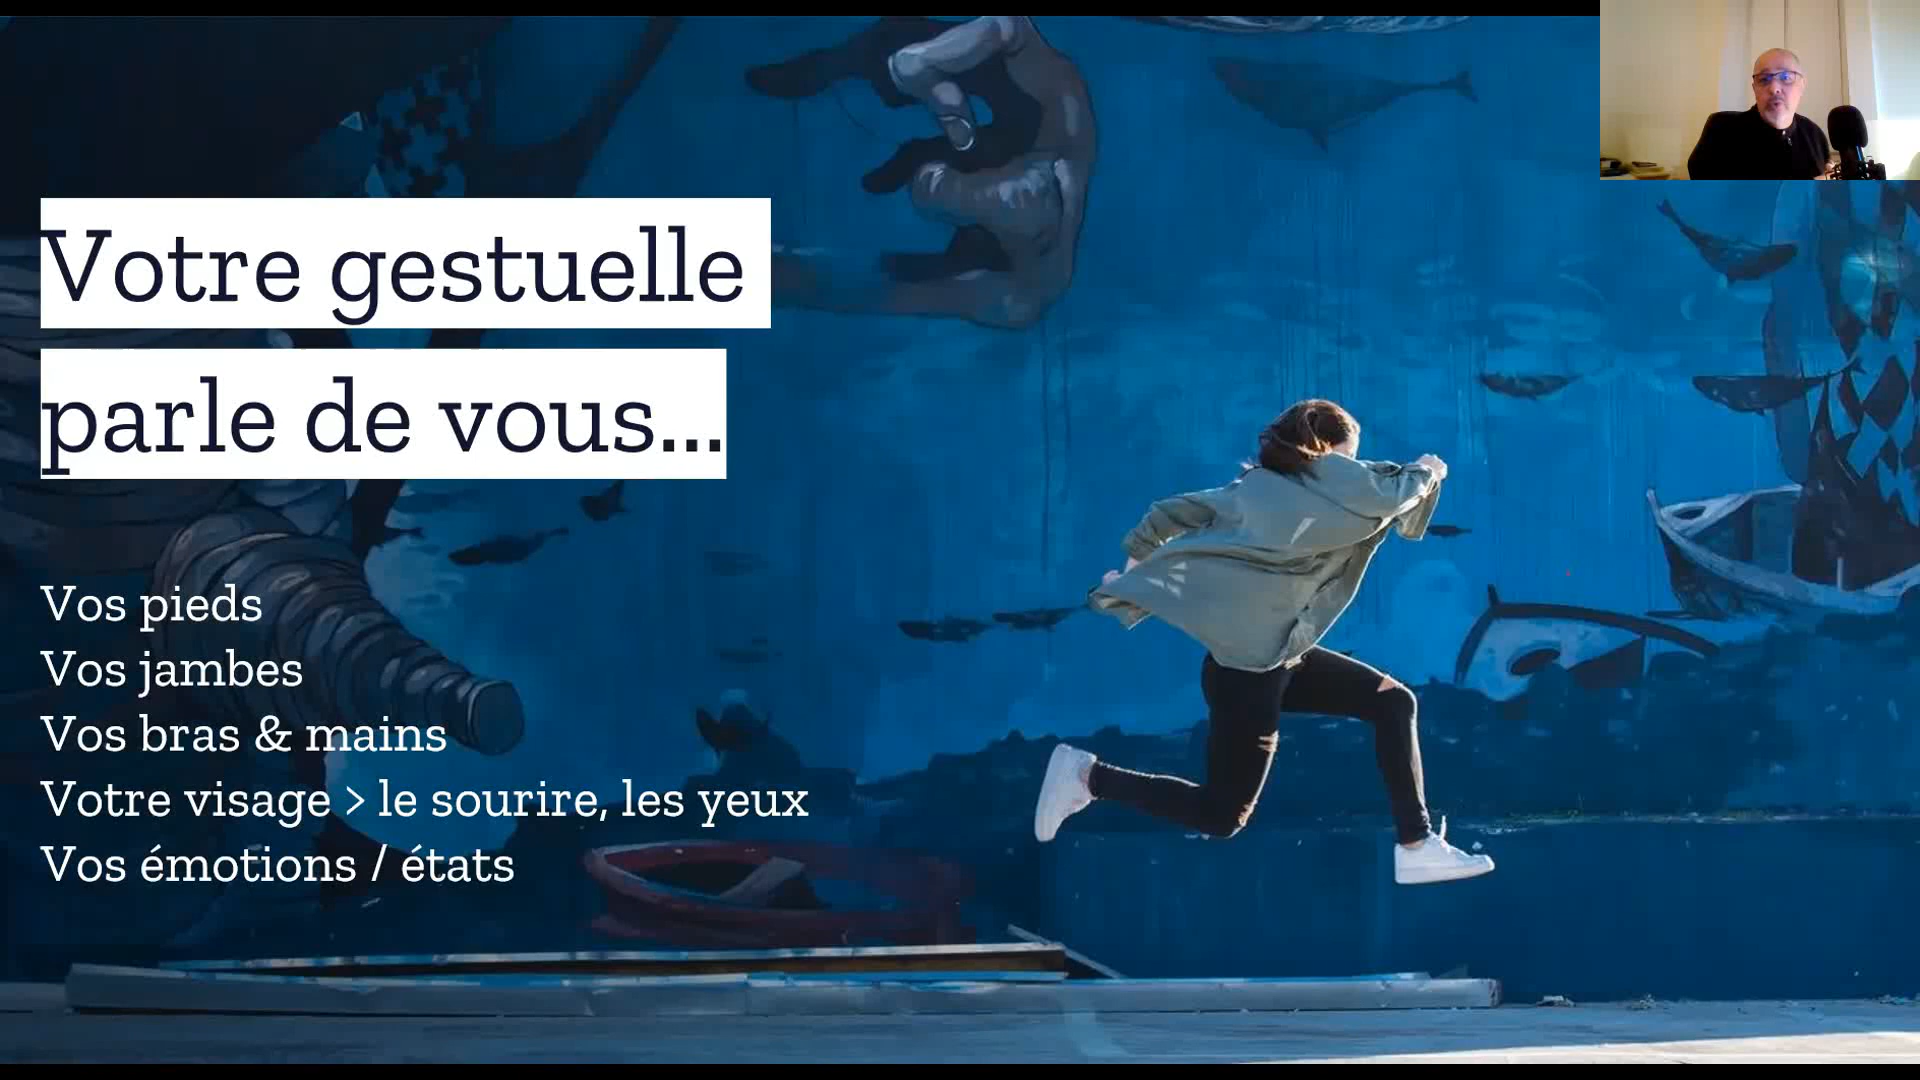 Votre gestuelle
parle de vous...
Vos pieds
Vos jambes
Vos bras & mains
Votre visage > le sourire, les yeux
Vos émotions / états